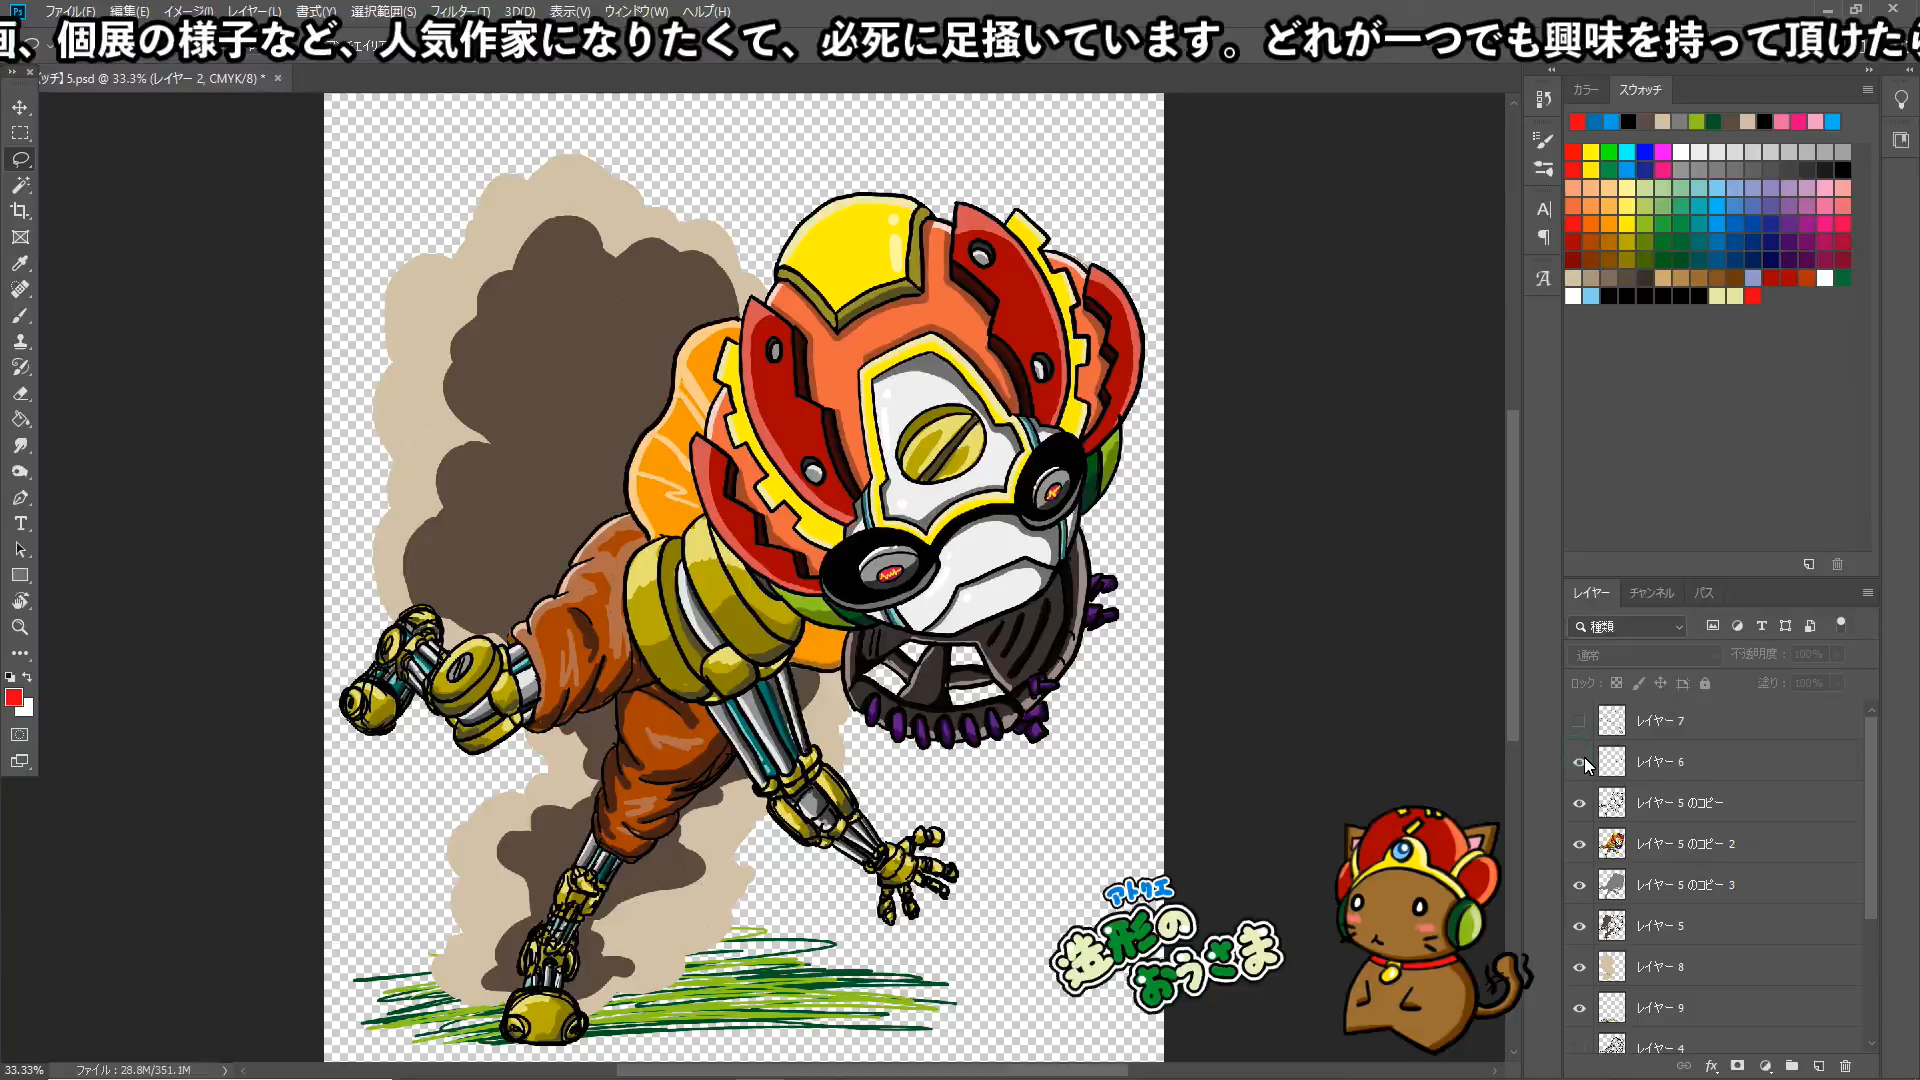 Ps ファイル(F) 編集(E) イメージ(I) レイヤー(L) 書式(Y) 選択範囲(S) フィルター(T) 3D(D) 表示(V) ウィンドウ(W) ヘルプ(H)
個展の様子など、人気作家になりたくて、必死に足掻いています。どれか一つでも興味を持って頂けたら
ッチ] 5.psd @ 33.3% (レイヤー 2, CMYK/8) *
カラー スウォッチ
レイヤー チャンネル パス
種類
通常 不透明度 : 100%
ロック : 塗り : 100%
レイヤー 7
レイヤー 6
レイヤー 5 のコピー
レイヤー 5 のコピー 2
レイヤー 5 のコピー 3
レイヤー 5
レイヤー 8
レイヤー 9
レイヤー 4
アトリエ
造形の
おうさま
33.33% ファイル : 28.8M/351.1M